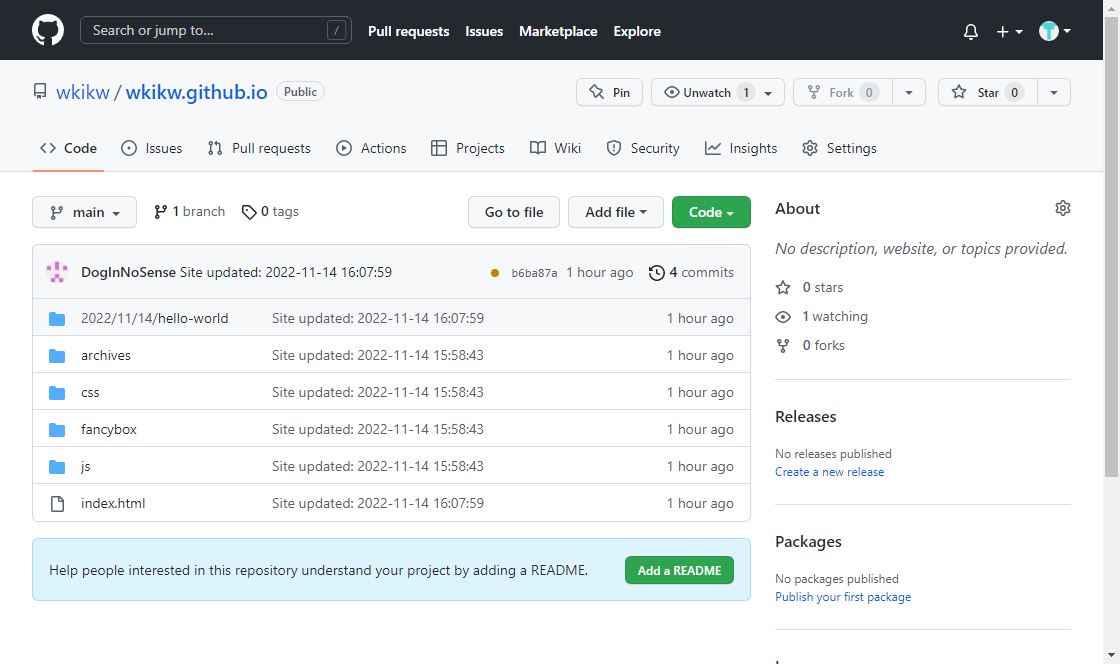 Search or jump to... /
Pull requests Issues Marketplace Explore
wkikw / wkikw.github.io Public
Pin
Unwatch 1
Fork 0
Star 0
Code Issues Pull requests Actions Projects Wiki Security Insights Settings
main 1 branch 0 tags
Go to file Add file Code
DogInNoSense Site updated: 2022-11-14 16:07:59 b6ba87a 1 hour ago 4 commits
2022/11/14/hello-world Site updated: 2022-11-14 16:07:59 1 hour ago
archives Site updated: 2022-11-14 15:58:43 1 hour ago
css Site updated: 2022-11-14 15:58:43 1 hour ago
fancybox Site updated: 2022-11-14 15:58:43 1 hour ago
js Site updated: 2022-11-14 15:58:43 1 hour ago
index.html Site updated: 2022-11-14 16:07:59 1 hour ago
Help people interested in this repository understand your project by adding a README. Add a README
About
No description, website, or topics provided.
0 stars
1 watching
0 forks
Releases
No releases published
Create a new release
Packages
No packages published
Publish your first package